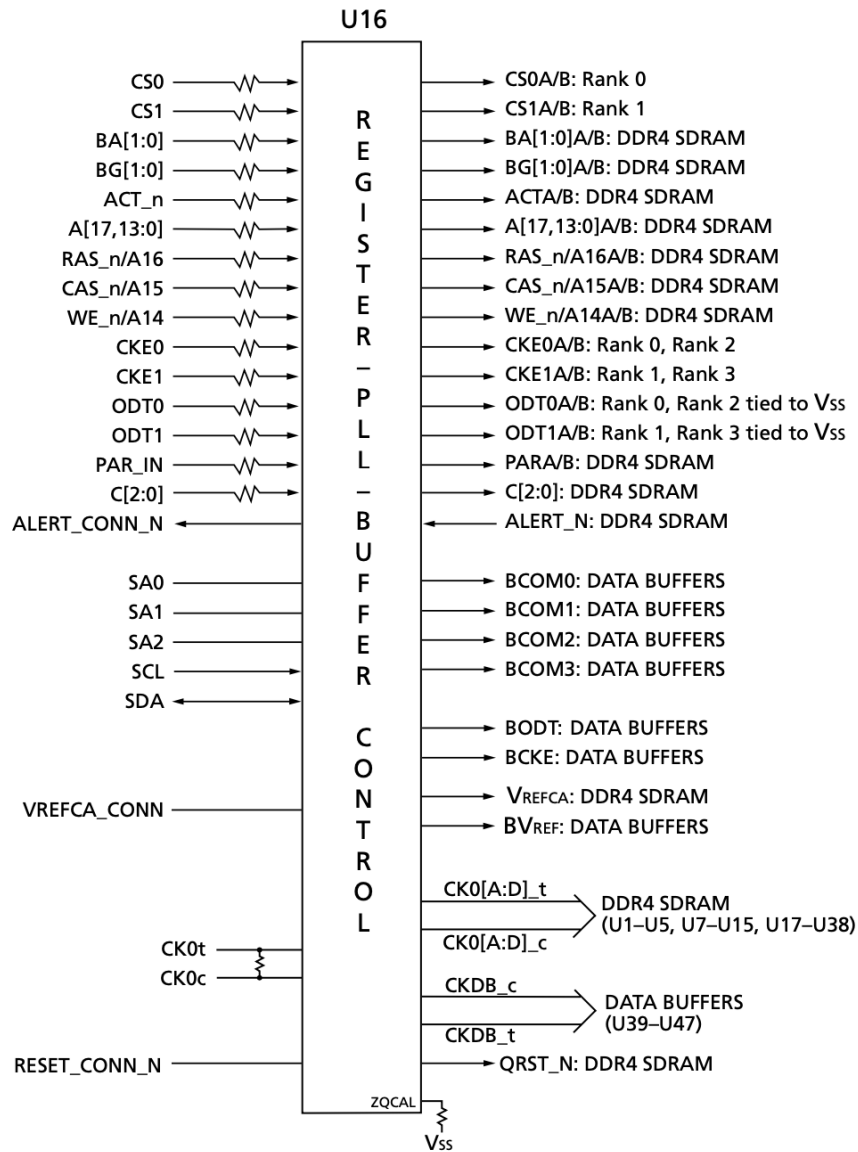 U16
CS0
CS1
BA[1:0]
BG[1:0]
ACT_n
A[17,13:0]
RAS_n/A16
CAS_n/A15
WE_n/A14
CKE0
CKE1
ODT0
ODT1
PAR_IN
C[2:0]
ALERT_CONN_N
SA0
SA1
SA2
SCL
SDA
VREFCA_CONN
CK0t
CK0c
RESET_CONN_N
REGISTER–PLL–BUFFER CONTROL
ZQCAL
CS0A/B: Rank 0
CS1A/B: Rank 1
BA[1:0]A/B: DDR4 SDRAM
BG[1:0]A/B: DDR4 SDRAM
ACTA/B: DDR4 SDRAM
A[17,13:0]A/B: DDR4 SDRAM
RAS_n/A16A/B: DDR4 SDRAM
CAS_n/A15A/B: DDR4 SDRAM
WE_n/A14A/B: DDR4 SDRAM
CKE0A/B: Rank 0, Rank 2
CKE1A/B: Rank 1, Rank 3
ODT0A/B: Rank 0, Rank 2 tied to VSS
ODT1A/B: Rank 1, Rank 3 tied to VSS
PARA/B: DDR4 SDRAM
C[2:0]: DDR4 SDRAM
ALERT_N: DDR4 SDRAM
BCOM0: DATA BUFFERS
BCOM1: DATA BUFFERS
BCOM2: DATA BUFFERS
BCOM3: DATA BUFFERS
BODT: DATA BUFFERS
BCKE: DATA BUFFERS
VREFCA: DDR4 SDRAM
BVREF: DATA BUFFERS
CK0[A:D]_t
CK0[A:D]_c
DDR4 SDRAM
(U1–U5, U7–U15, U17–U38)
CKDB_c
CKDB_t
DATA BUFFERS
(U39–U47)
QRST_N: DDR4 SDRAM
VSS